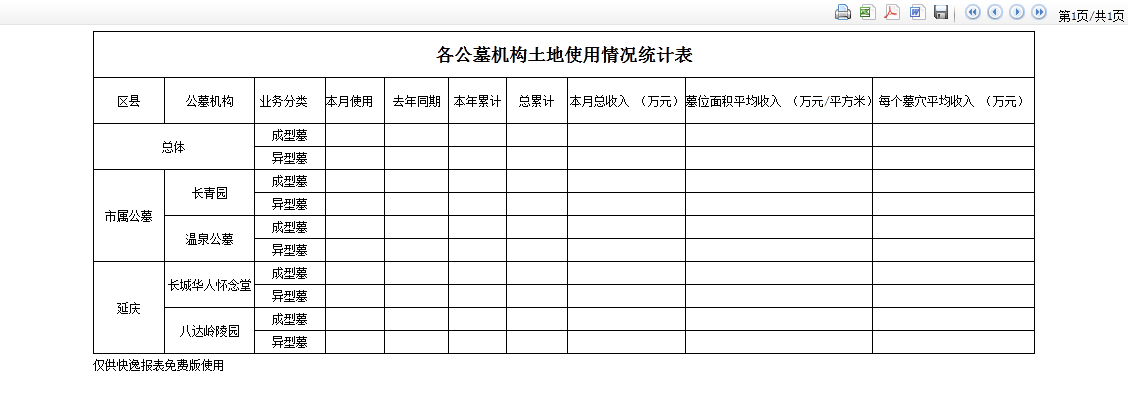 第1页/共1页
各公墓机构土地使用情况统计表
区县 公墓机构 业务分类 本月使用 去年同期 本年累计 总累计 本月总收入 （万元） 墓位面积平均收入 （万元/平方米） 每个墓穴平均收入 （万元）
总体 成型墓
异型墓
市属公墓 长青园 成型墓
异型墓
温泉公墓 成型墓
异型墓
延庆 长城华人怀念堂 成型墓
异型墓
八达岭陵园 成型墓
异型墓
仅供快逸报表免费版使用